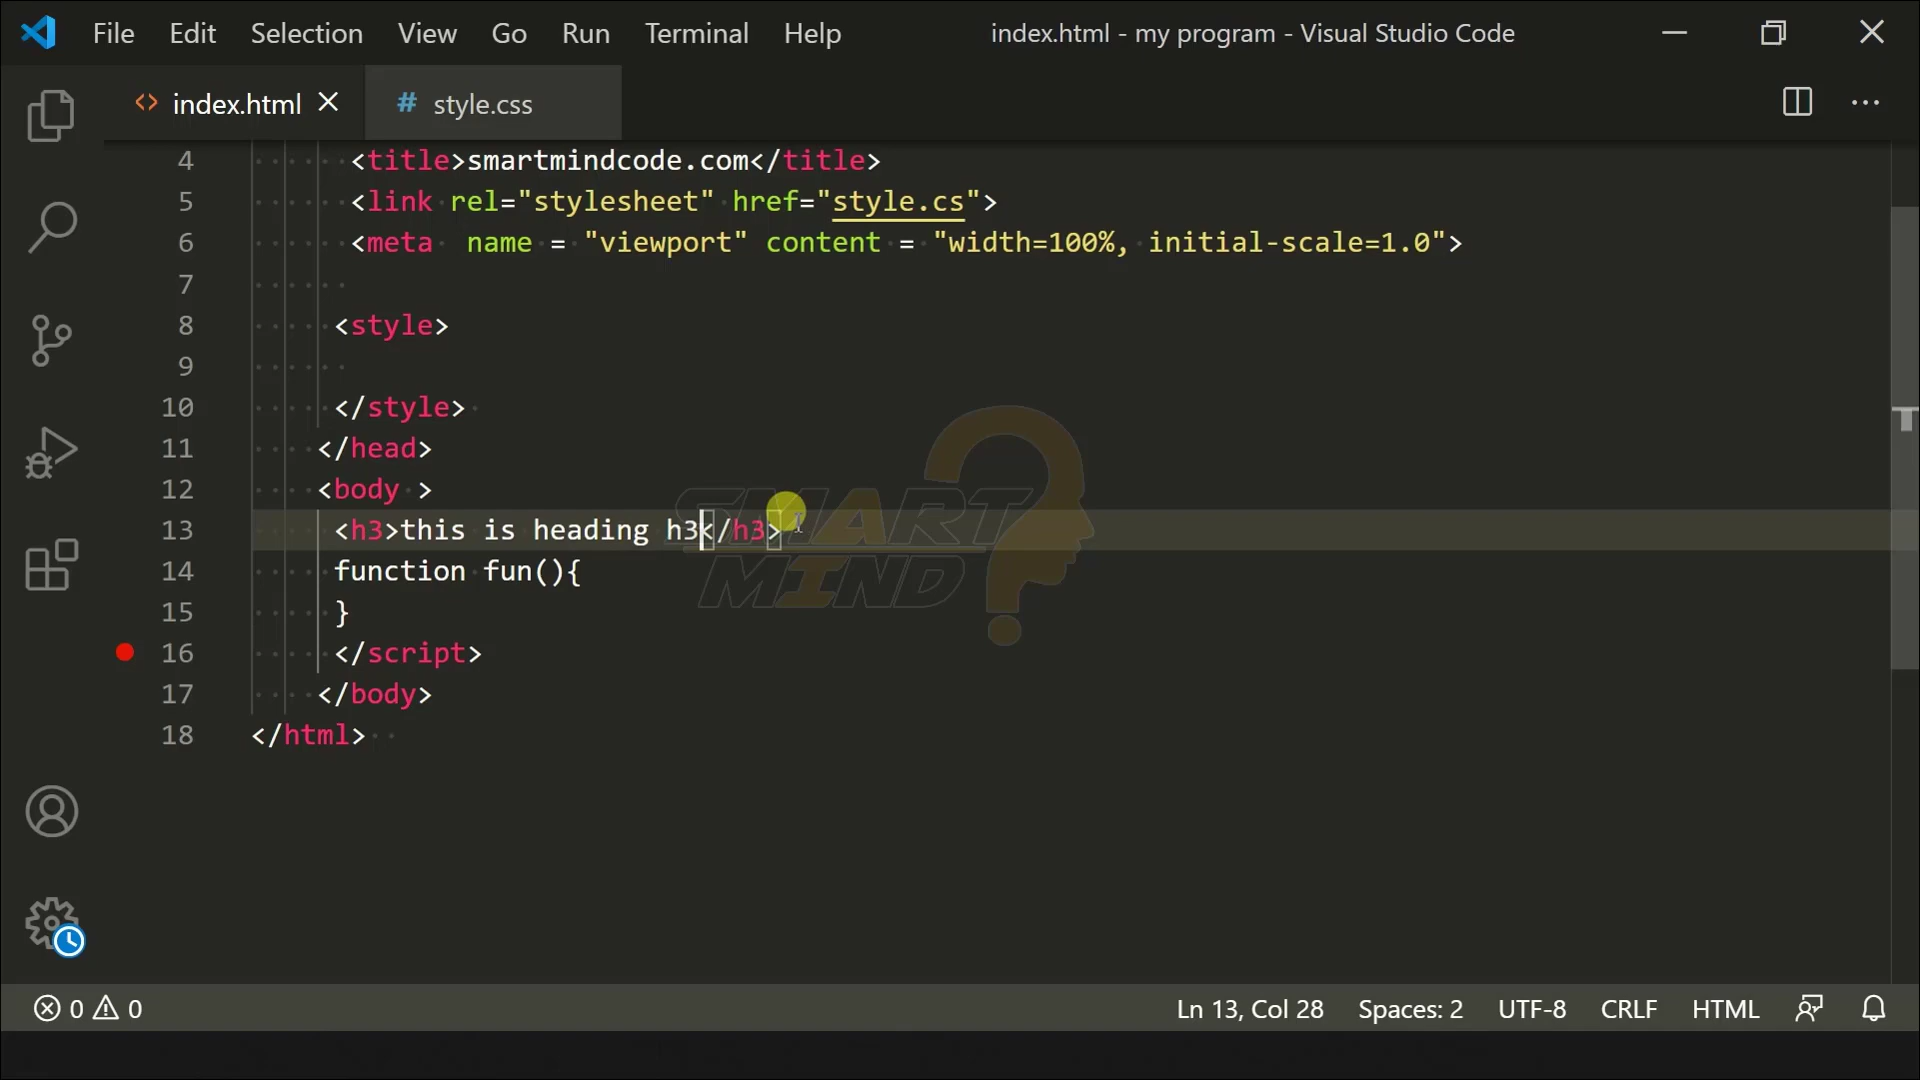 File Edit Selection View Go Run Terminal Help index.html - my program - Visual Studio Code
index.html # style.css
4 <title>smartmindcode.com</title>
5 <link rel="stylesheet" href="style.cs">
6 <meta  name = "viewport" content = "width=100%, initial-scale=1.0">
7
8 <style>
9
10 </style>
11 </head>
12 <body >
13 <h3>this is heading h3</h3>
14 function fun(){
15 }
16 </script>
17 </body>
18 </html>
SMART
MIND
0 0 Ln 13, Col 28 Spaces: 2 UTF-8 CRLF HTML